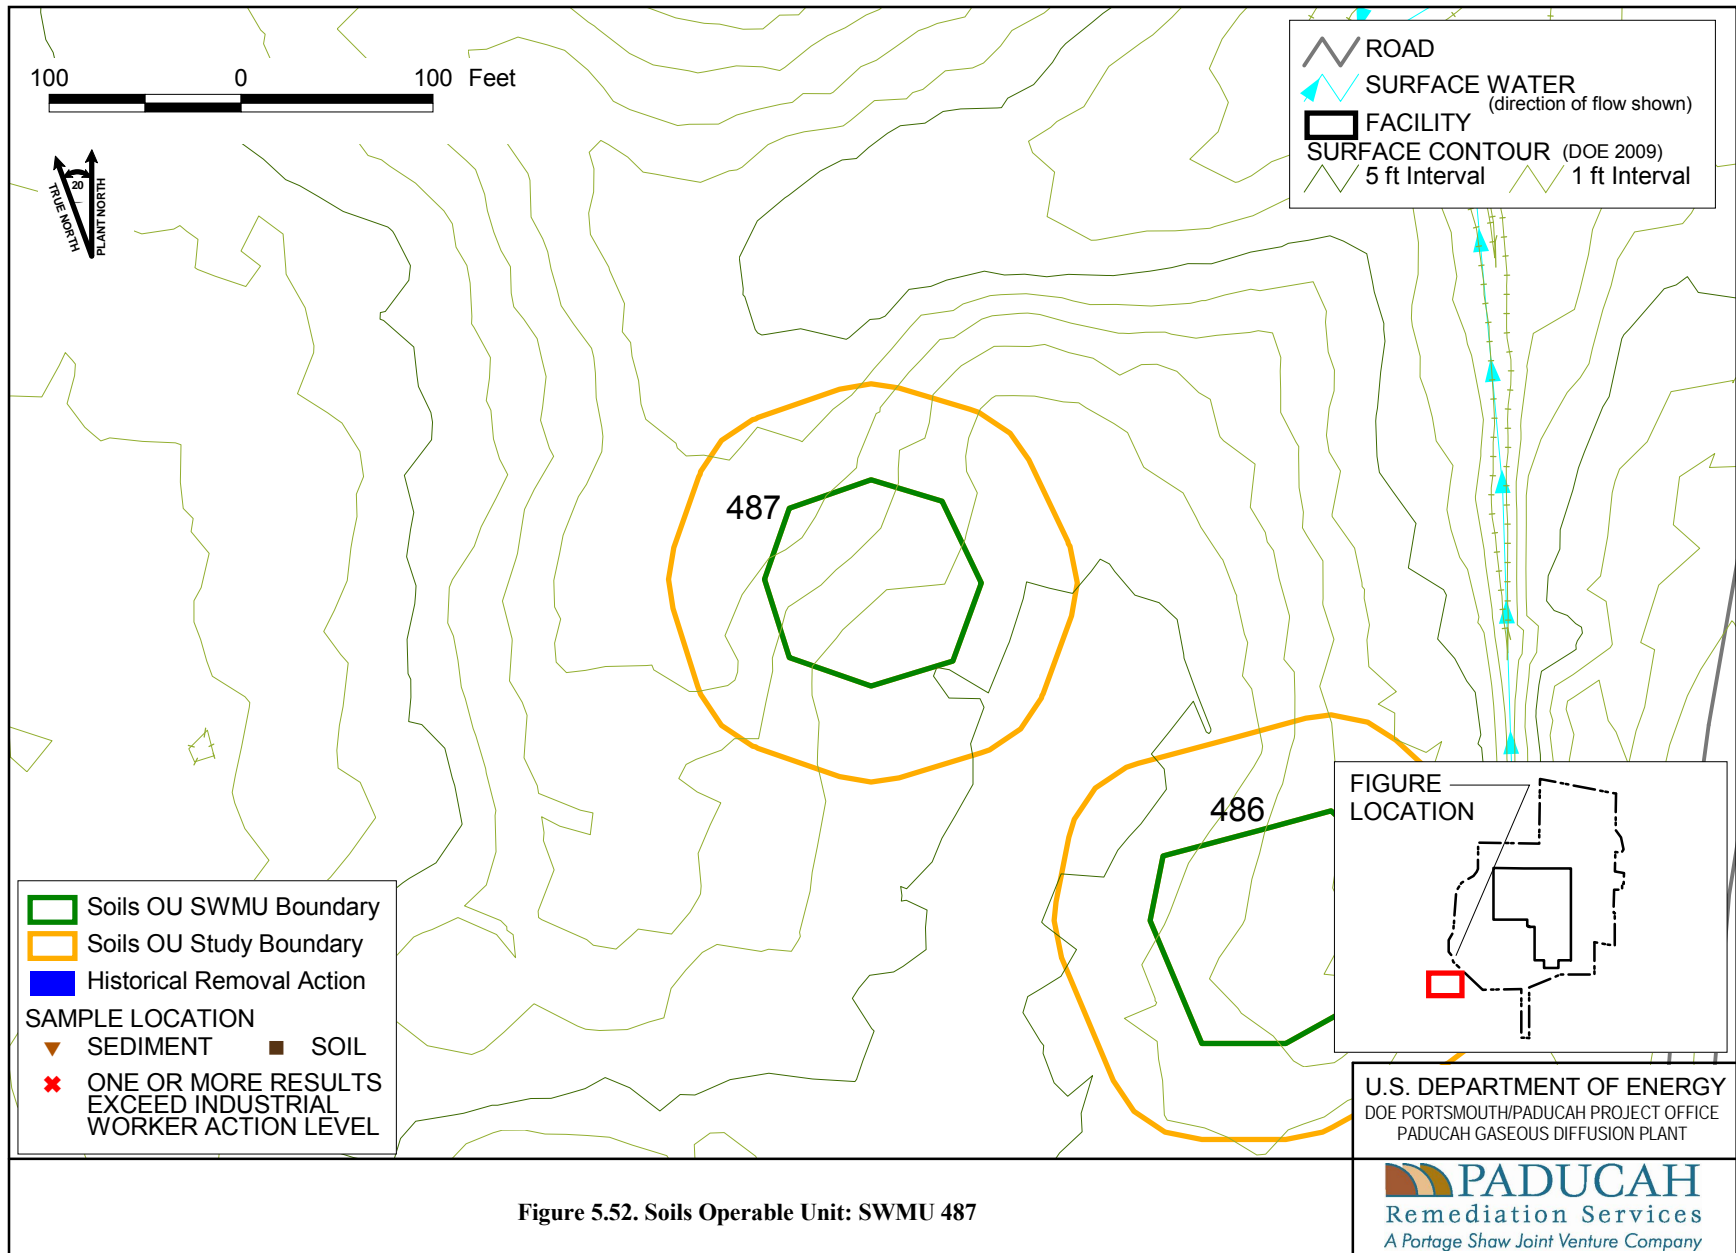 100 0 100 Feet
20
TRUE NORTH
PLANT NORTH
ROAD
SURFACE WATER
(direction of flow shown)
FACILITY
SURFACE CONTOUR (DOE 2009)
5 ft Interval 1 ft Interval
487
486
FIGURE
LOCATION
Soils OU SWMU Boundary
Soils OU Study Boundary
Historical Removal Action
SAMPLE LOCATION
SEDIMENT SOIL
ONE OR MORE RESULTS
EXCEED INDUSTRIAL
WORKER ACTION LEVEL
U.S. DEPARTMENT OF ENERGY
DOE PORTSMOUTH/PADUCAH PROJECT OFFICE
PADUCAH GASEOUS DIFFUSION PLANT
Figure 5.52. Soils Operable Unit: SWMU 487
PADUCAH
Remediation Services
A Portage Shaw Joint Venture Company